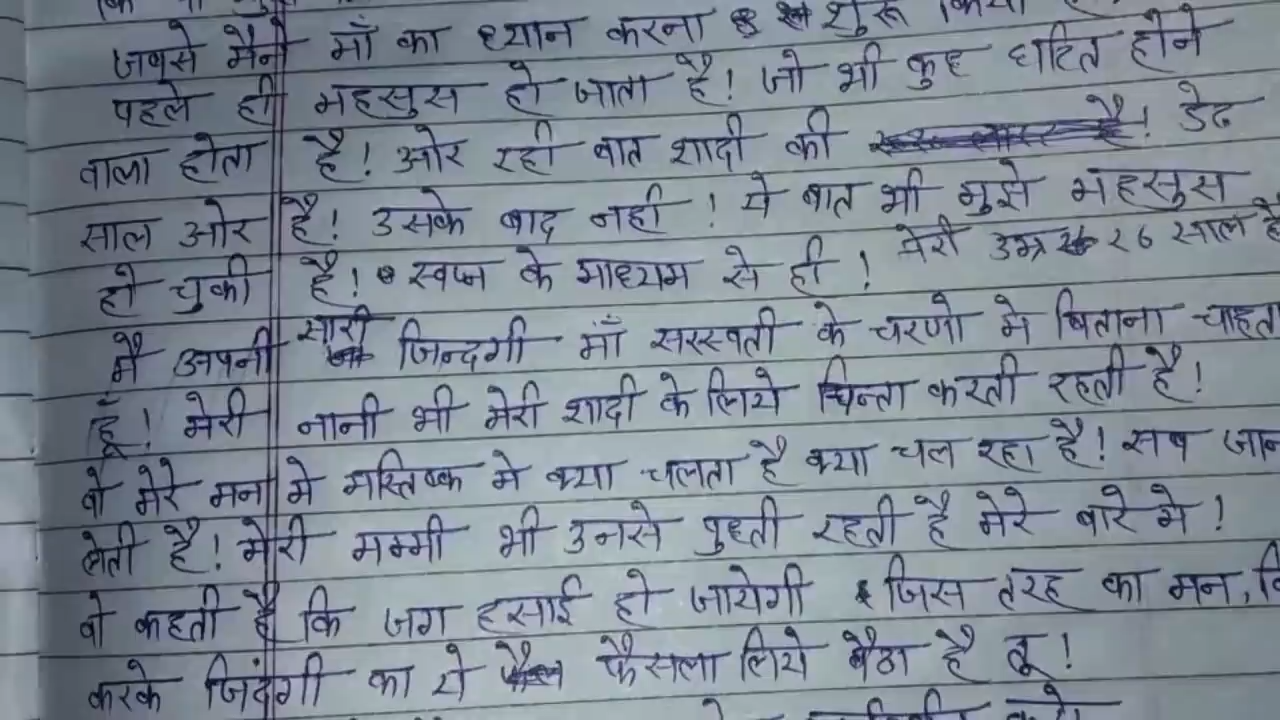 जबसे मैंने माँ का ध्यान करना शुरू किया
पहले ही महसुस हो जाता है! जो भी कुछ घटित होने
वाला होता है! ओर रही बात शादी की है! डेढ
साल ओर है! उसके बाद नही! ये बात भी मुझे महसुस
हो चुकी है! स्वप्न के माध्यम से ही! मेरी उम्र 26 साल है
मै अपनी सारी जिन्दगी माँ सरस्वती के चरणो मे बिताना चाहता
हूँ! मेरी नानी भी मेरी शादी के लिये चिन्ता करती रहती है!
वो मेरे मन मे मस्तिष्क मे क्या चलता है क्या चल रहा है! सब जान
लेती है! मेरी मम्मी भी उनसे पुछती रहती है मेरे बारे मे!
वो कहती है कि जग हसाई हो जायेगी जिस तरह का मन,
करके जिंदगी का ये फैसला लिये बैठा है तू!